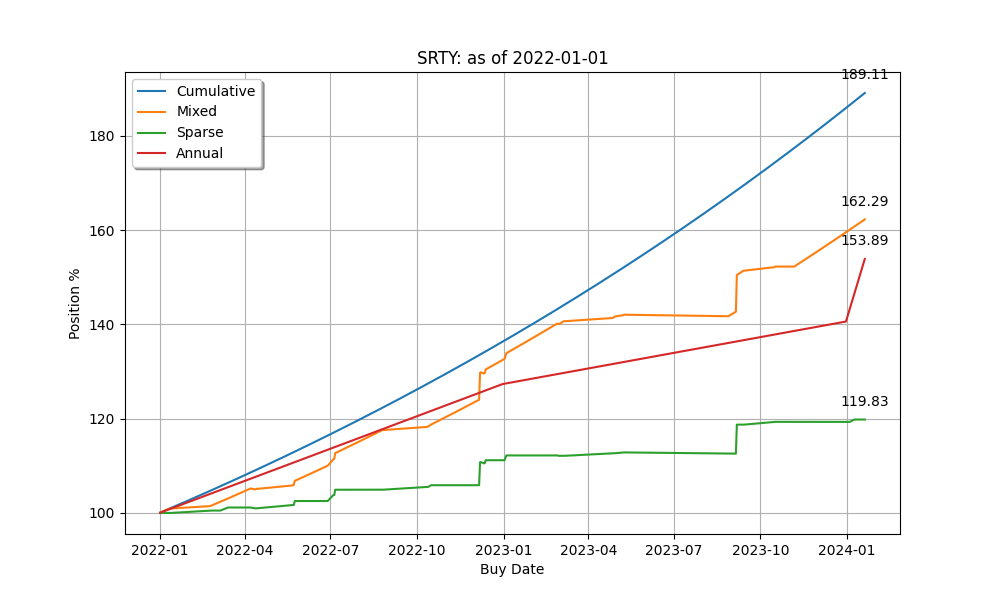 SRTY: as of 2022-01-01
189.11
Cumulative
Mixed
Sparse
Annual
180
162.29
160
153.89
Position %
140
119.83
120
100
2022-01 2022-04 2022-07 2022-10 2023-01 2023-04 2023-07 2023-10 2024-01
Buy Date